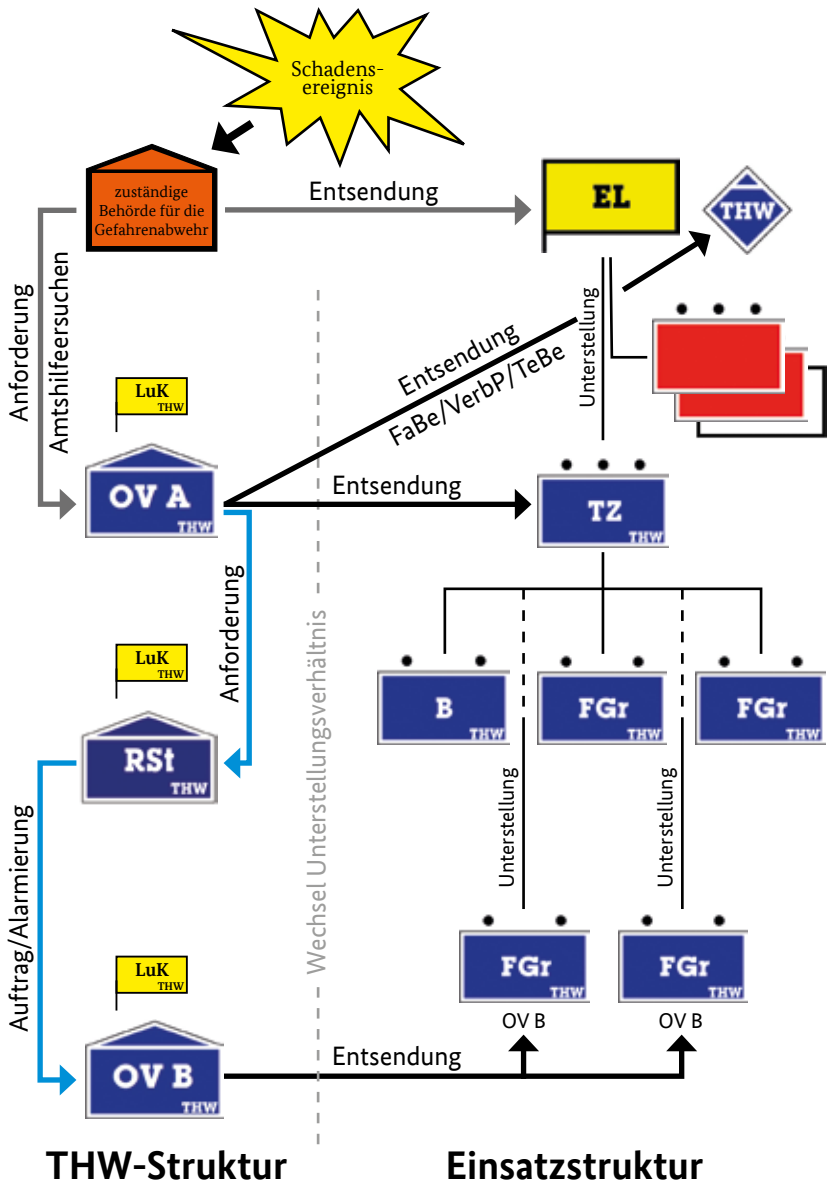 Schadens-
ereignis
zuständige
Behörde für die
Gefahrenabwehr
Entsendung
EL
THW
Anforderung
Amtshilfeersuchen
Unterstellung
Entsendung
FaBe/VerbP/TeBe
LuK
THW
OV A
THW
Entsendung
TZ
THW
Anforderung
Wechsel Unterstellungsverhältnis
LuK
THW
B
THW
FGr
THW
FGr
THW
RSt
THW
Auftrag/Alarmierung
Unterstellung
Unterstellung
LuK
THW
FGr
THW
FGr
THW
OV B
OV B
OV B
THW
Entsendung
THW-Struktur
Einsatzstruktur